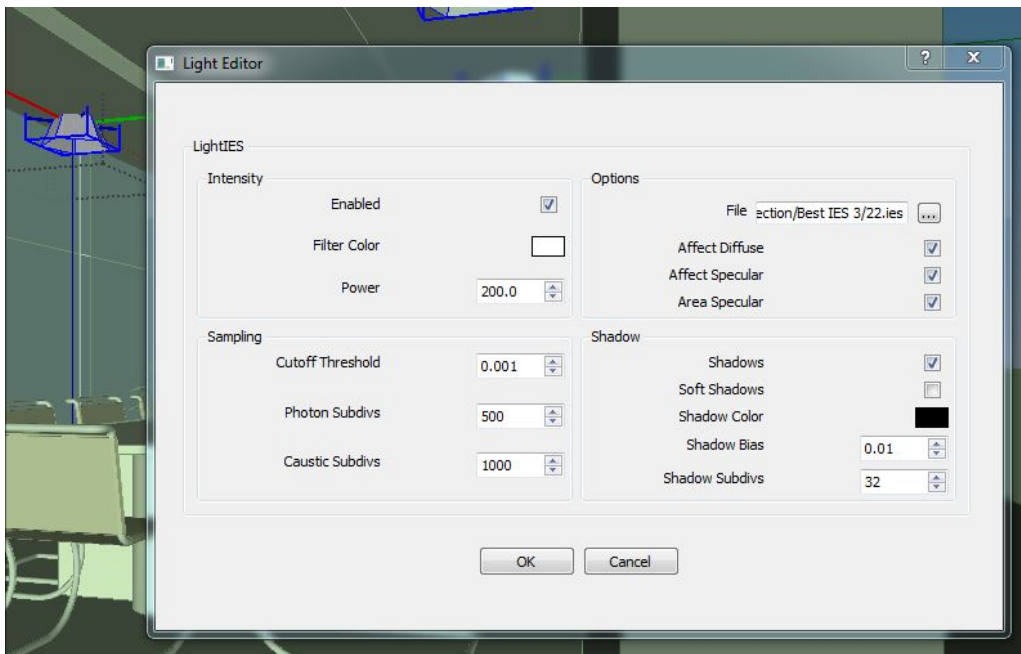 Light Editor
LightIES
Intensity
Enabled
Filter Color
Power 200.0
Options
File ection/Best IES 3/22.ies ...
Affect Diffuse
Affect Specular
Area Specular
Sampling
Cutoff Threshold 0.001
Photon Subdivs 500
Caustic Subdivs 1000
Shadow
Shadows
Soft Shadows
Shadow Color
Shadow Bias 0.01
Shadow Subdivs 32
OK Cancel